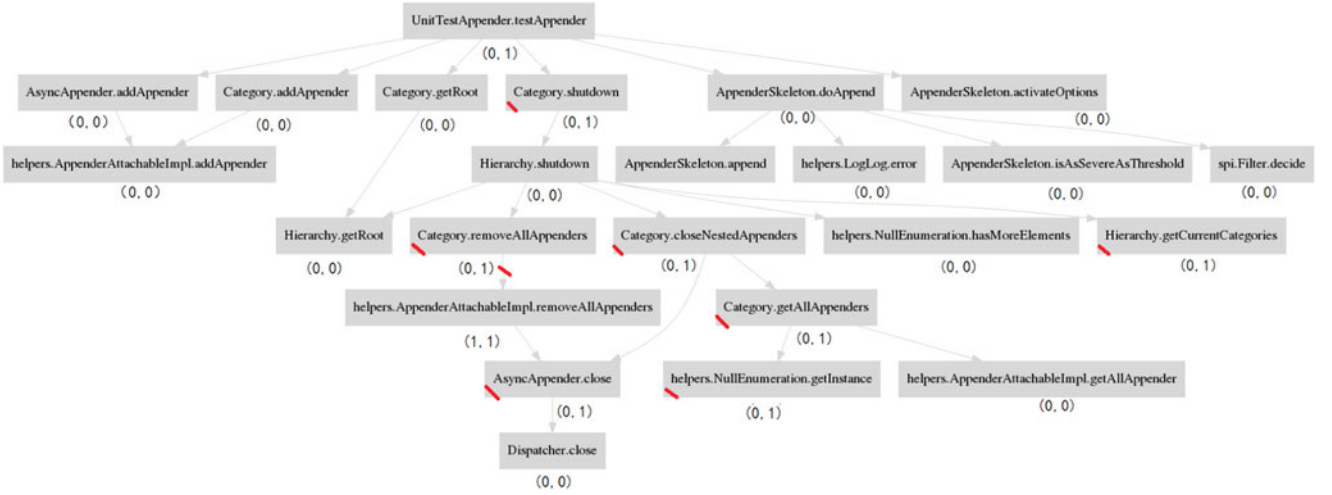 UnitTestAppender.testAppender
(0, 1)
AsyncAppender.addAppender
Category.addAppender
Category.getRoot
Category.shutdown
AppenderSkeleton.doAppend
AppenderSkeleton.activateOptions
(0, 0)
(0, 0)
(0, 0)
(0, 1)
(0, 0)
(0, 0)
helpers.AppenderAttachableImpl.addAppender
Hierarchy.shutdown
AppenderSkeleton.append
helpers.LogLog.error
AppenderSkeleton.isAsSevereAsThreshold
spi.Filter.decide
(0, 0)
(0, 0)
(0, 0)
(0, 0)
(0, 0)
Hierarchy.getRoot
Category.removeAllAppenders
Category.closeNestedAppenders
helpers.NullEnumeration.hasMoreElements
Hierarchy.getCurrentCategories
(0, 0)
(0, 1)
(0, 1)
(0, 0)
(0, 1)
helpers.AppenderAttachableImpl.removeAllAppenders
Category.getAllAppenders
(1, 1)
(0, 1)
AsyncAppender.close
helpers.NullEnumeration.getInstance
helpers.AppenderAttachableImpl.getAllAppender
(0, 1)
(0, 1)
(0, 0)
Dispatcher.close
(0, 0)